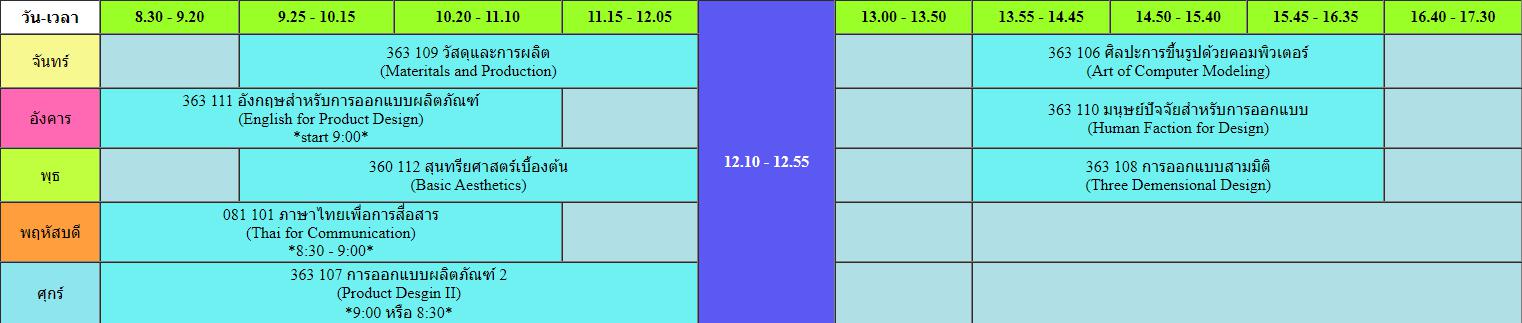 วัน-เวลา 8.30 - 9.20 9.25 - 10.15 10.20 - 11.10 11.15 - 12.05 12.10 - 12.55 13.00 - 13.50 13.55 - 14.45 14.50 - 15.40 15.45 - 16.35 16.40 - 17.30
จันทร์
363 109 วัสดุและการผลิต
(Materitals and Production)
363 106 ศิลปะการขึ้นรูปด้วยคอมพิวเตอร์
(Art of Computer Modeling)
อังคาร
363 111 อังกฤษสำหรับการออกแบบผลิตภัณฑ์
(English for Product Design)
*start 9:00*
363 110 มนุษย์ปัจจัยสำหรับการออกแบบ
(Human Faction for Design)
พุธ
360 112 สุนทรียศาสตร์เบื้องต้น
(Basic Aesthetics)
363 108 การออกแบบสามมิติ
(Three Demensional Design)
พฤหัสบดี
081 101 ภาษาไทยเพื่อการสื่อสาร
(Thai for Communication)
*8:30 - 9:00*
ศุกร์
363 107 การออกแบบผลิตภัณฑ์ 2
(Product Desgin II)
*9:00 หรือ 8:30*